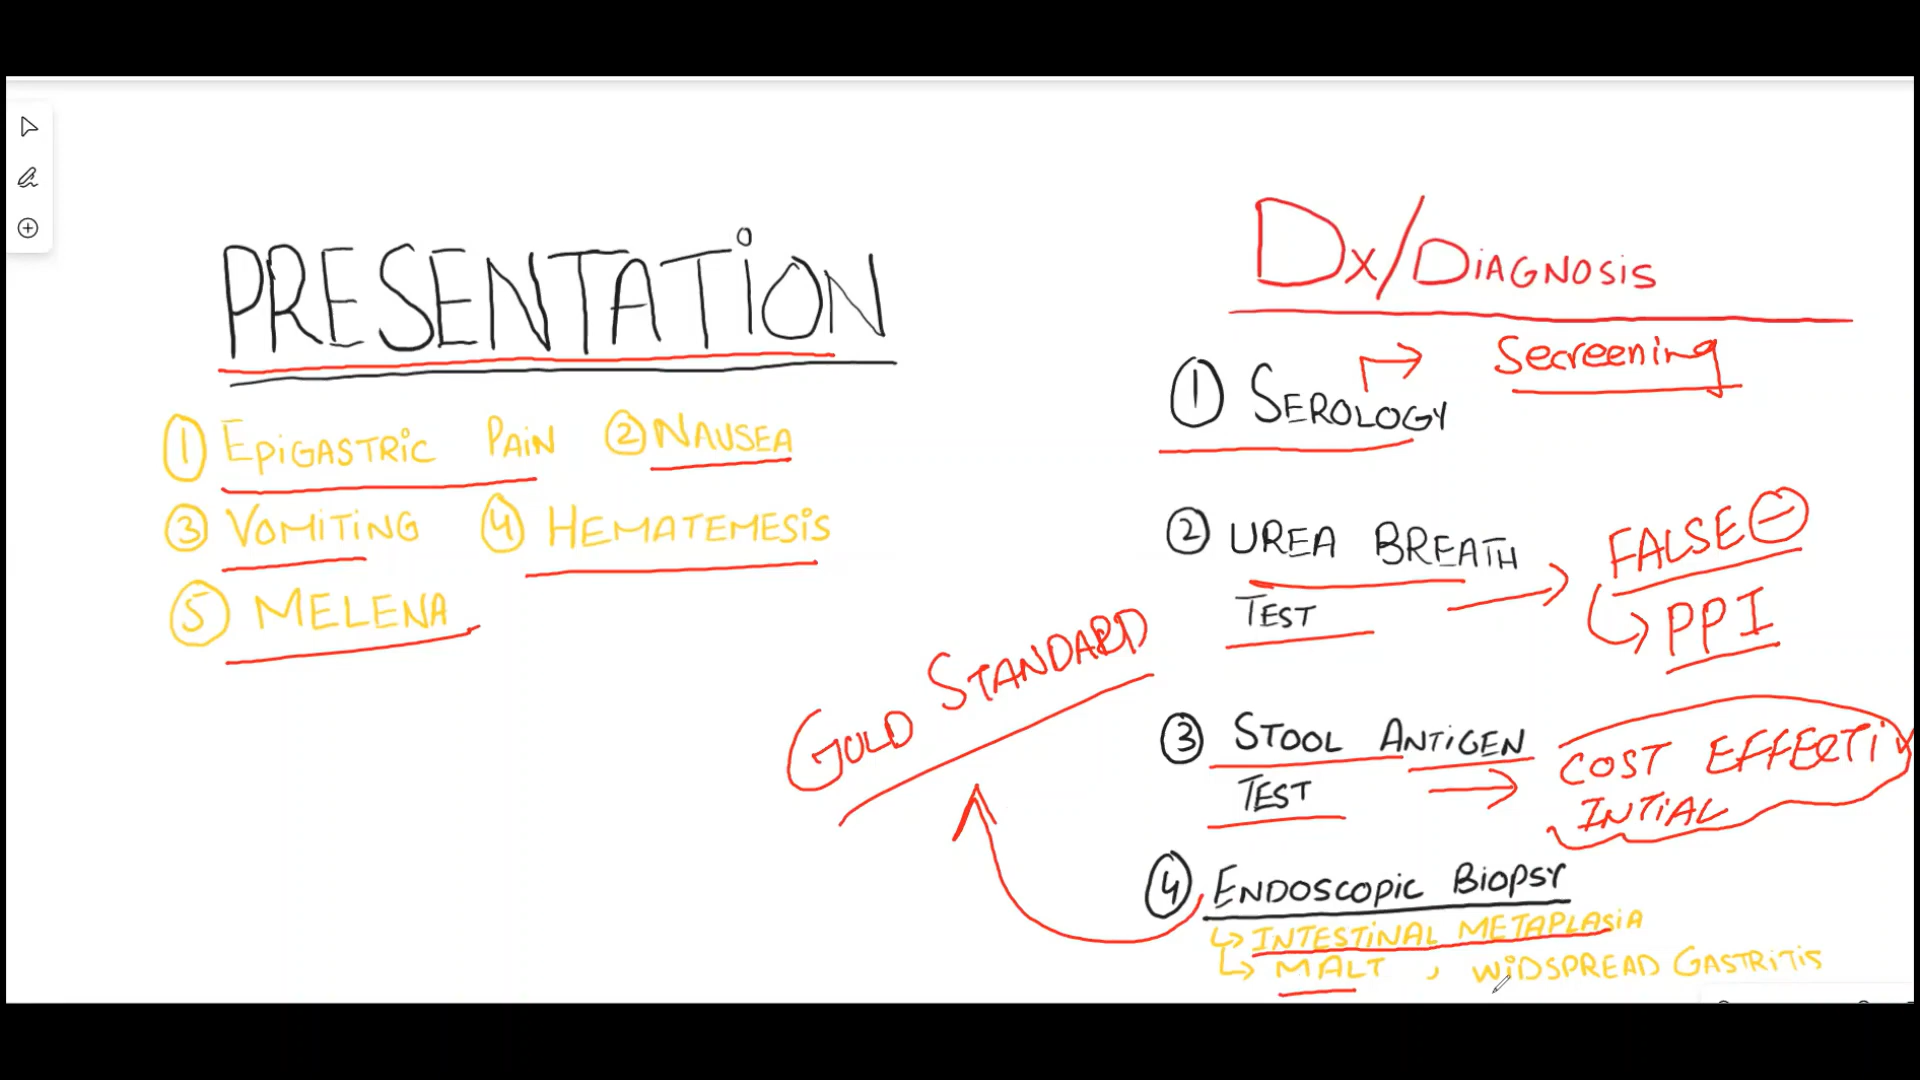 PRESENTATION
① EPIGASTRIC PAIN ② NAUSEA
③ VOMITING ④ HEMATEMESIS
⑤ MELENA
GOLD STANDARD
DX/DIAGNOSIS
① SEROLOGY → Secreening
② UREA BREATH TEST → FALSE ⊖
↳ PPI
③ STOOL ANTIGEN TEST → COST EFFECTIV
INTIAL
④ ENDOSCOPIC BIOPSY
↳ INTESTINAL METAPLASIA
↳ MALT , WIDSPREAD GASTRITIS